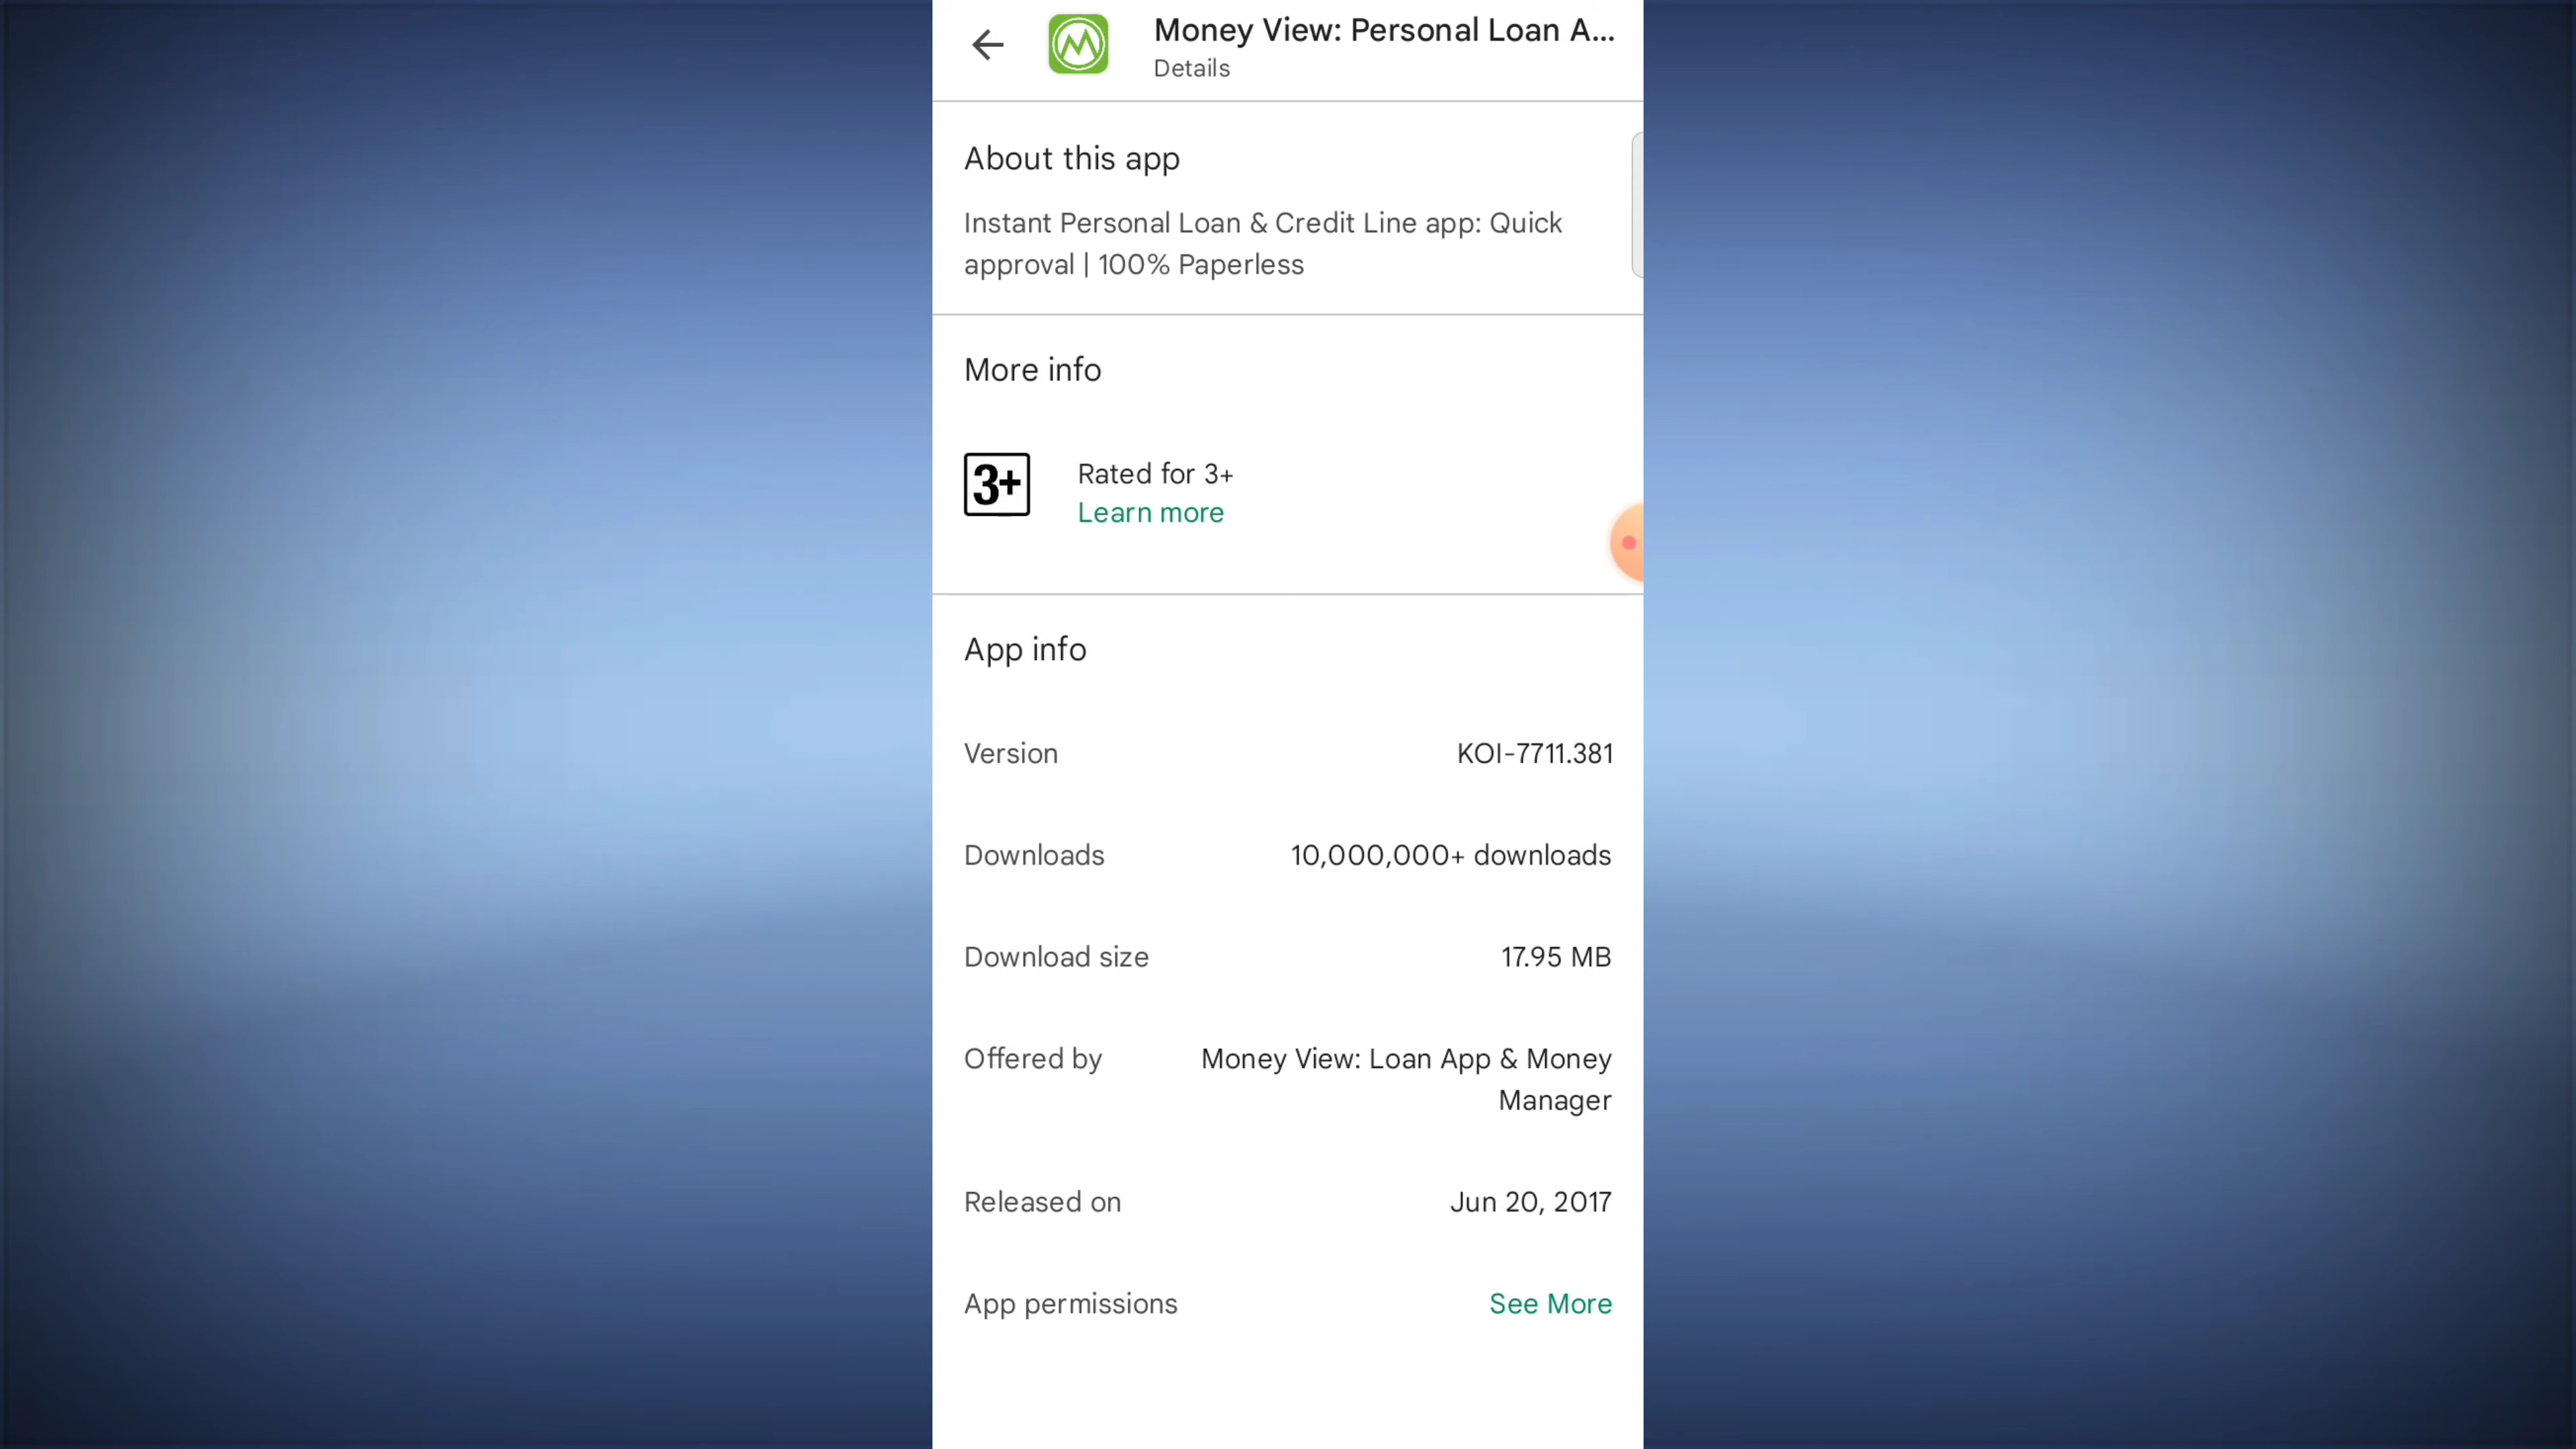 Money View: Personal Loan A...
Details
About this app
Instant Personal Loan & Credit Line app: Quick
approval | 100% Paperless
More info
3+
Rated for 3+
Learn more
App info
Version KOI-7711.381
Downloads 10,000,000+ downloads
Download size 17.95 MB
Offered by Money View: Loan App & Money
Manager
Released on Jun 20, 2017
App permissions See More